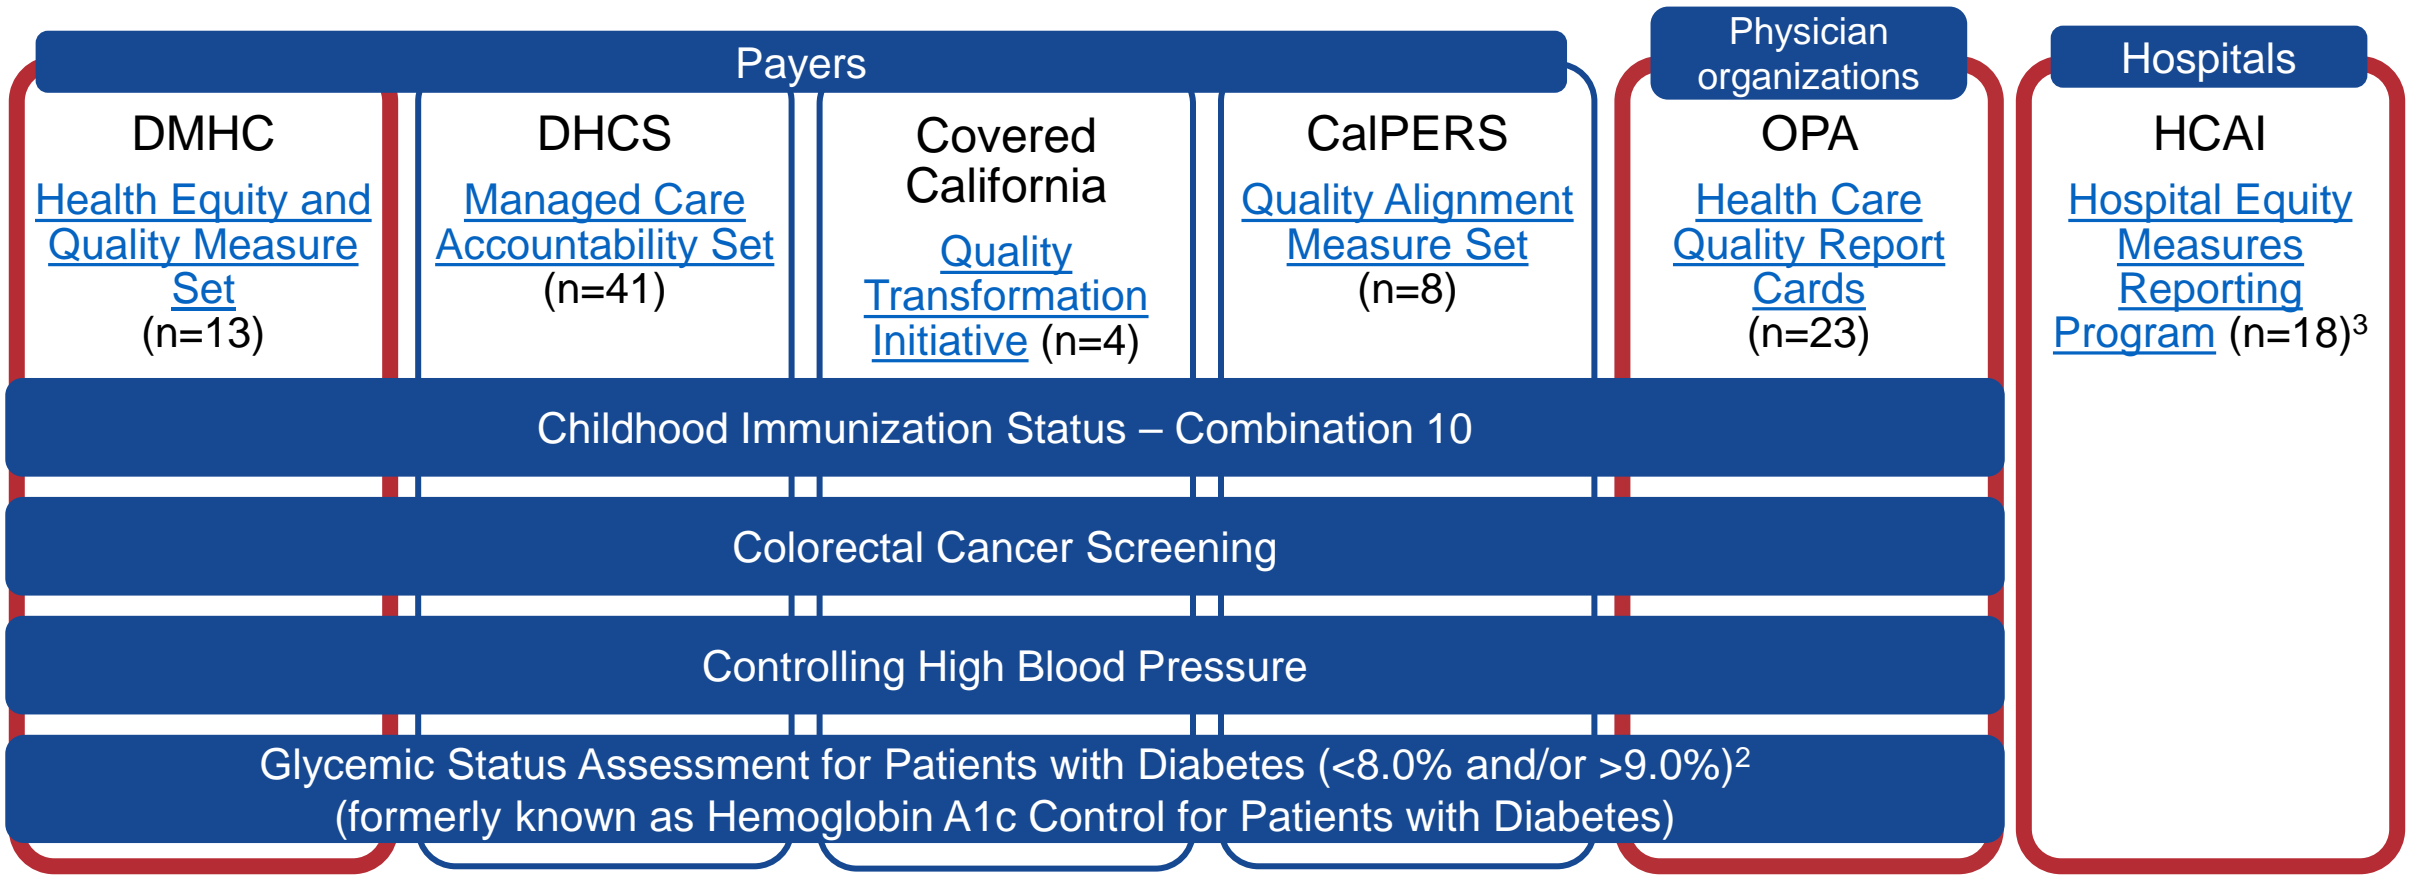 Payers
Physician
organizations
Hospitals
DMHC
Health Equity and
Quality Measure
Set
(n=13)
DHCS
Managed Care
Accountability Set
(n=41)
Covered
California
Quality
Transformation
Initiative (n=4)
CalPERS
Quality Alignment
Measure Set
(n=8)
OPA
Health Care
Quality Report
Cards
(n=23)
HCAI
Hospital Equity
Measures
Reporting
Program (n=18)³
Childhood Immunization Status – Combination 10
Colorectal Cancer Screening
Controlling High Blood Pressure
Glycemic Status Assessment for Patients with Diabetes (<8.0% and/or >9.0%)²
(formerly known as Hemoglobin A1c Control for Patients with Diabetes)